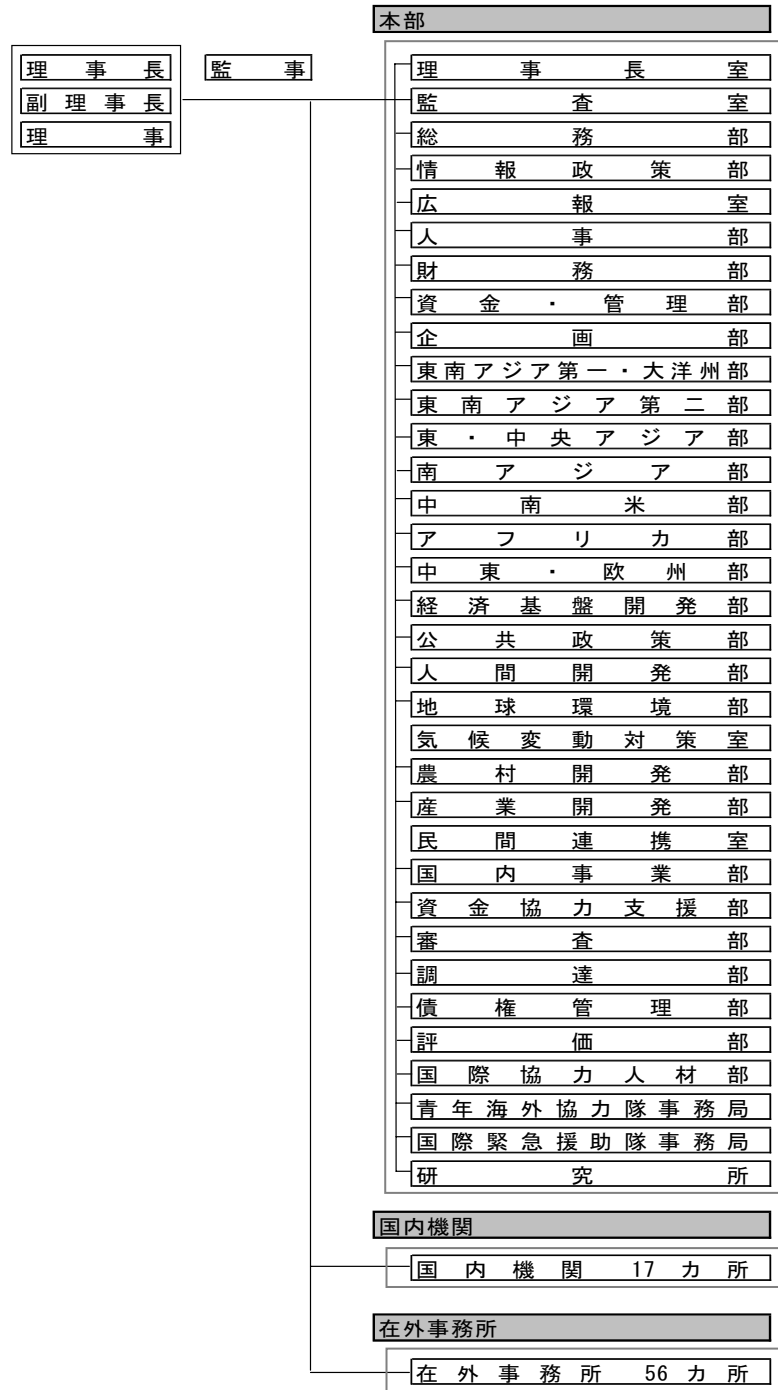 本部
理事長
監事
副理事長
理事
理事長室
監査室
総務部
情報政策部
広報室
人事部
財務部
資金・管理部
企画部
東南アジア第一・大洋州部
東南アジア第二部
東・中央アジア部
南アジア部
中南米部
アフリカ部
中東・欧州部
経済基盤開発部
公共政策部
人間開発部
地球環境部
気候変動対策室
農村開発部
産業開発部
民間連携室
国内事業部
資金協力支援部
審査部
調達部
債権管理部
評価部
国際協力人材部
青年海外協力隊事務局
国際緊急援助隊事務局
研究所
国内機関
国内機関 17カ所
在外事務所
在外事務所 56カ所